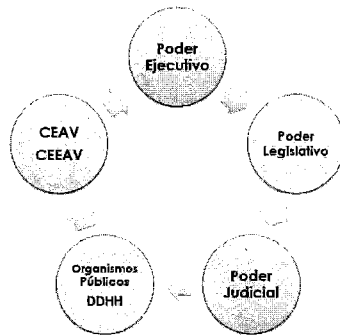 Poder
Ejecutivo
Poder
Legislativo
Poder
Judicial
Organismos
Públicos
DDHH
CEAV
CEEAV